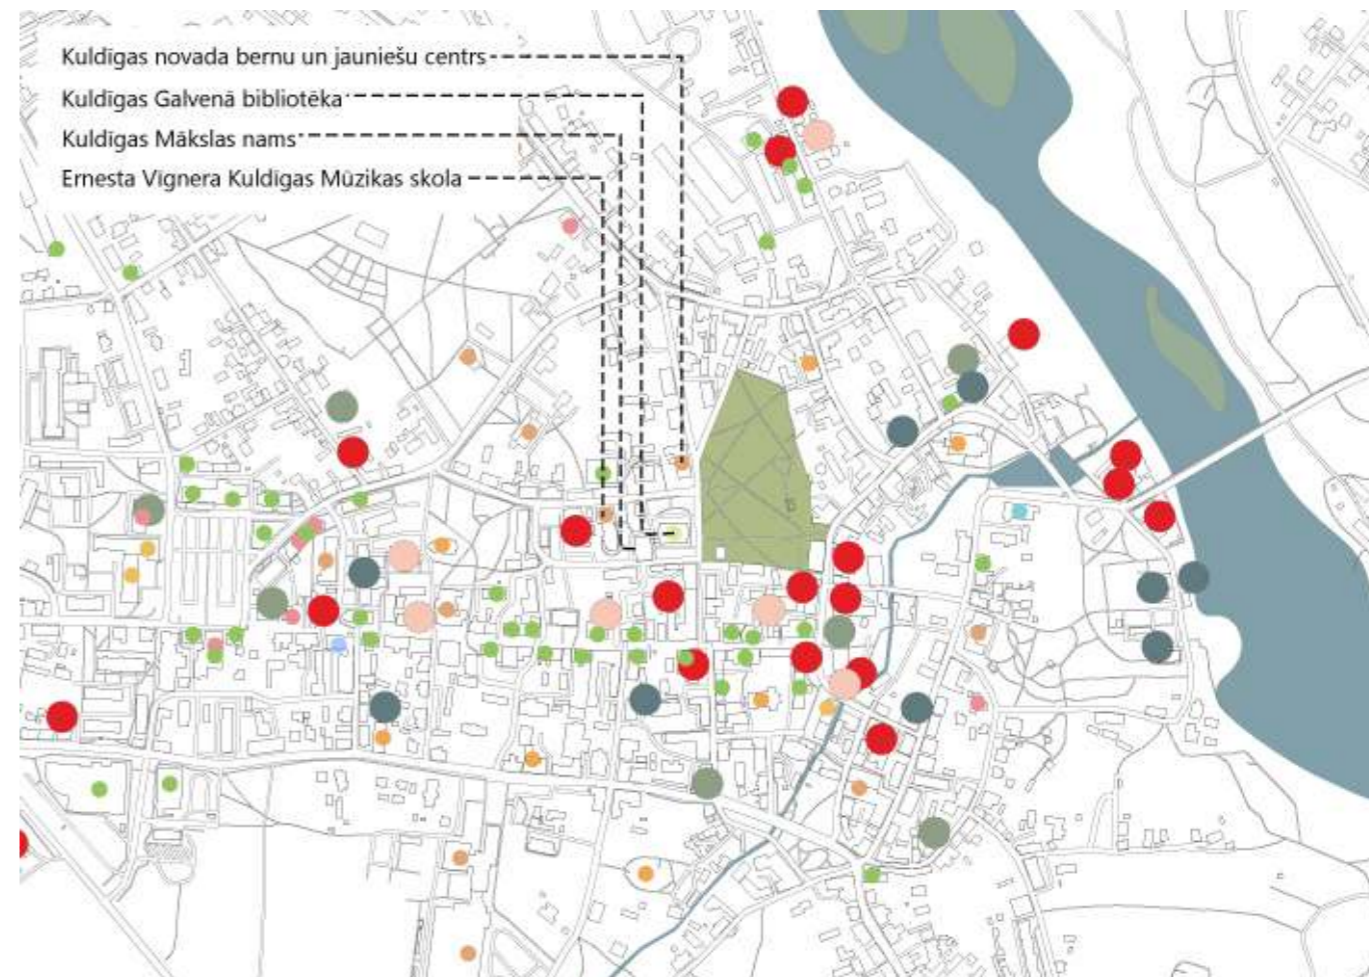 Kuldīgas novada bernu un jauniešu centrs
Kuldīgas Galvenā bibliotēka
Kuldīgas Mākslas nams
Ernesta Vīgnera Kuldīgas Mūzikas skola